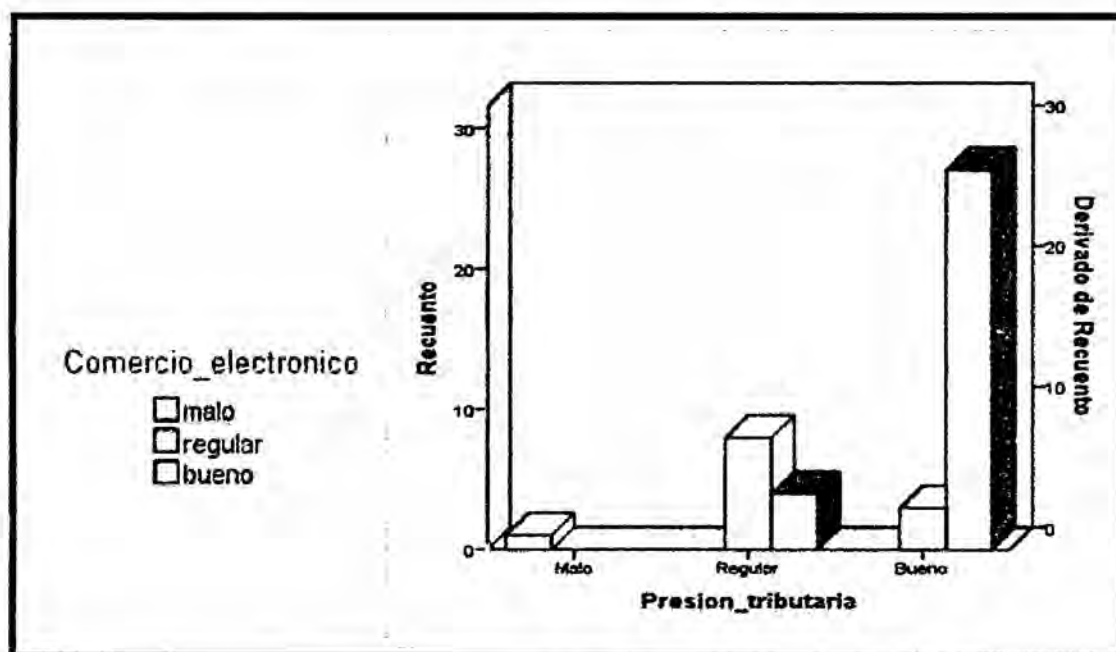 Comercio_electronico
malo
regular
bueno
Recuento
30
20
10
0
Malo
Regular
Bueno
Presion_tributaria
30
20
10
0
Derivado de Recuento